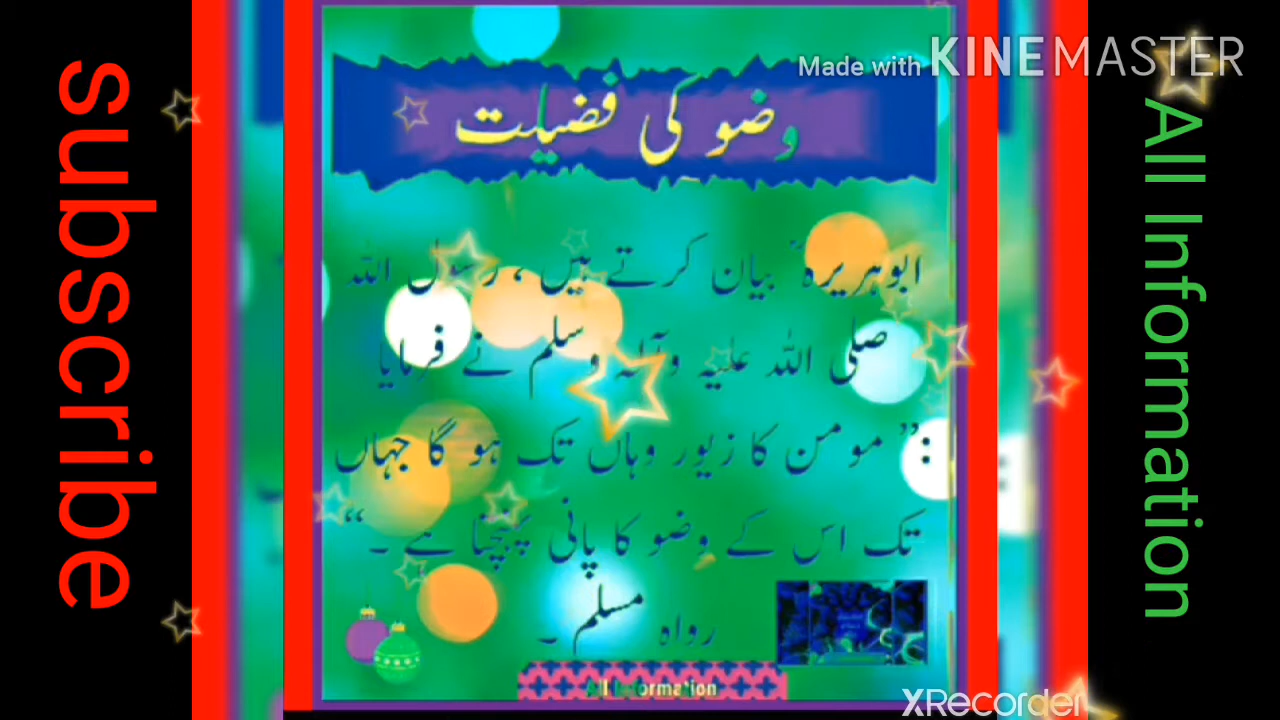 subscribe
Made with KINEMASTER
وضو کی فضیلت
ابوہریرہؓ بیان کرتے ہیں ، رسول اللہ
صلی اللہ علیہ وآلہ وسلم نے فرمایا
:” مومن کا زیور وہاں تک ہو گا جہاں
تک اس کے وضو کا پانی پہنچتا ہے ۔“
رواہ مسلم ۔
All Information
All Information
XRecorder